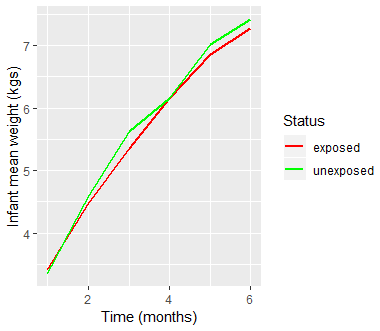 Infant mean weight (kgs)
7
6
5
4
2
4
6
Time (months)
Status
exposed
unexposed